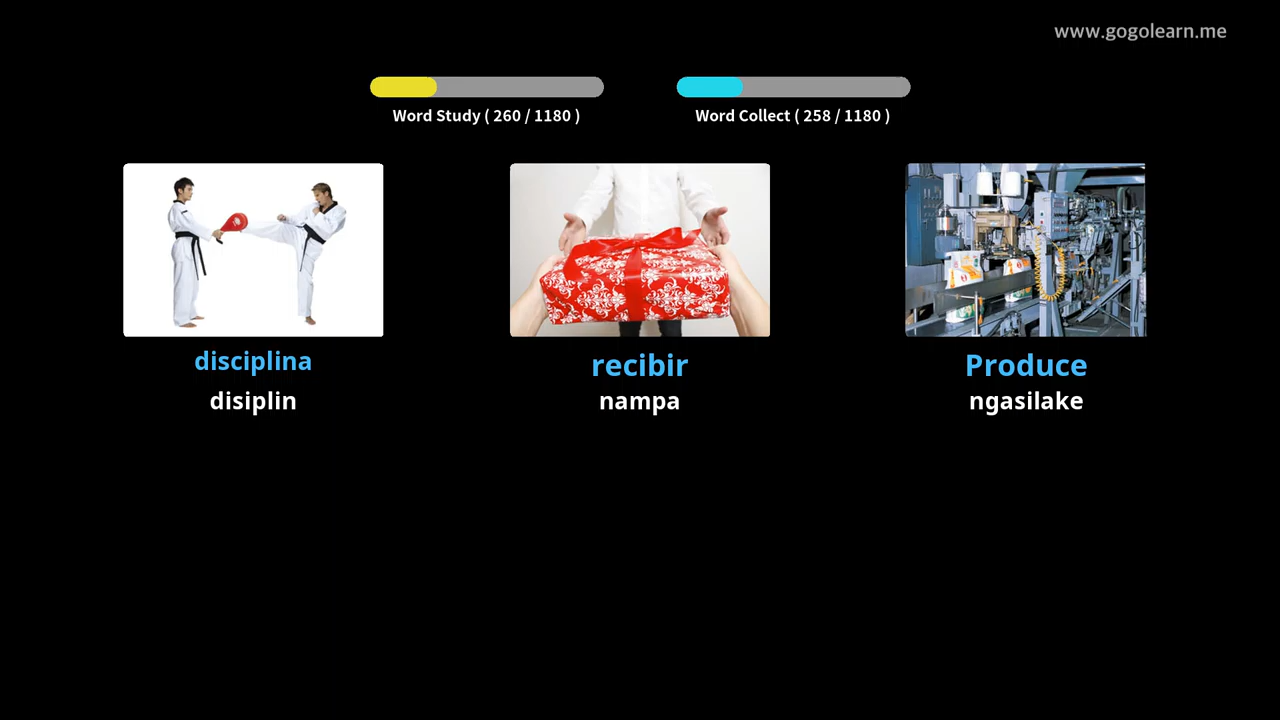 www.gogolearn.me
Word Study ( 260 / 1180 )
Word Collect ( 258 / 1180 )
disciplina
disiplin
recibir
nampa
Produce
ngasilake